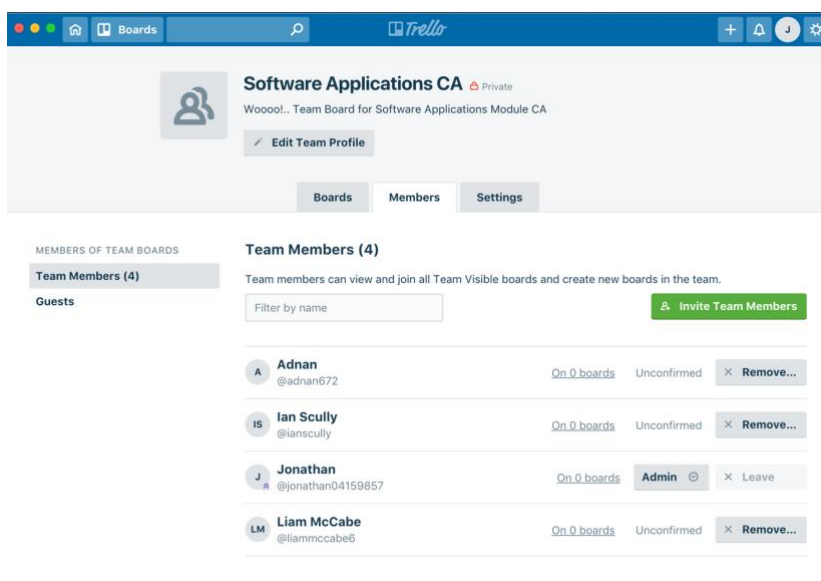 Boards
Trello
J
Software Applications CA Private
Woooo!.. Team Board for Software Applications Module CA
Edit Team Profile
Boards Members Settings
MEMBERS OF TEAM BOARDS
Team Members (4)
Guests
Team Members (4)
Team members can view and join all Team Visible boards and create new boards in the team.
Filter by name
Invite Team Members
A Adnan
@adnan672
On 0 boards Unconfirmed Remove...
IS Ian Scully
@ianscully
On 0 boards Unconfirmed Remove...
J Jonathan
@jonathan04159857
On 0 boards Admin Leave
LM Liam McCabe
@liammccabe6
On 0 boards Unconfirmed Remove...